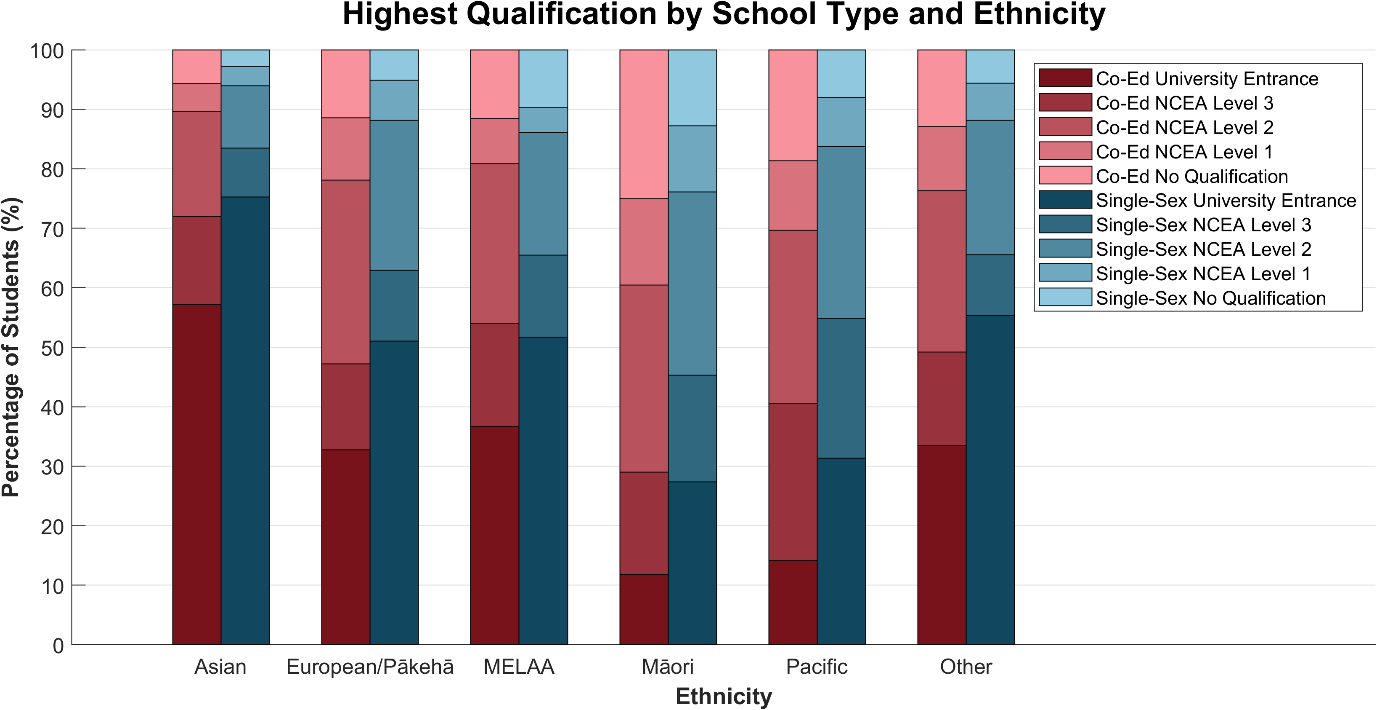 Highest Qualification by School Type and Ethnicity
Percentage of Students (%)
100
90
80
70
60
50
40
30
20
10
0
Co-Ed University Entrance
Co-Ed NCEA Level 3
Co-Ed NCEA Level 2
Co-Ed NCEA Level 1
Co-Ed No Qualification
Single-Sex University Entrance
Single-Sex NCEA Level 3
Single-Sex NCEA Level 2
Single-Sex NCEA Level 1
Single-Sex No Qualification
Asian European/Pākehā MELAA Māori Pacific Other
Ethnicity